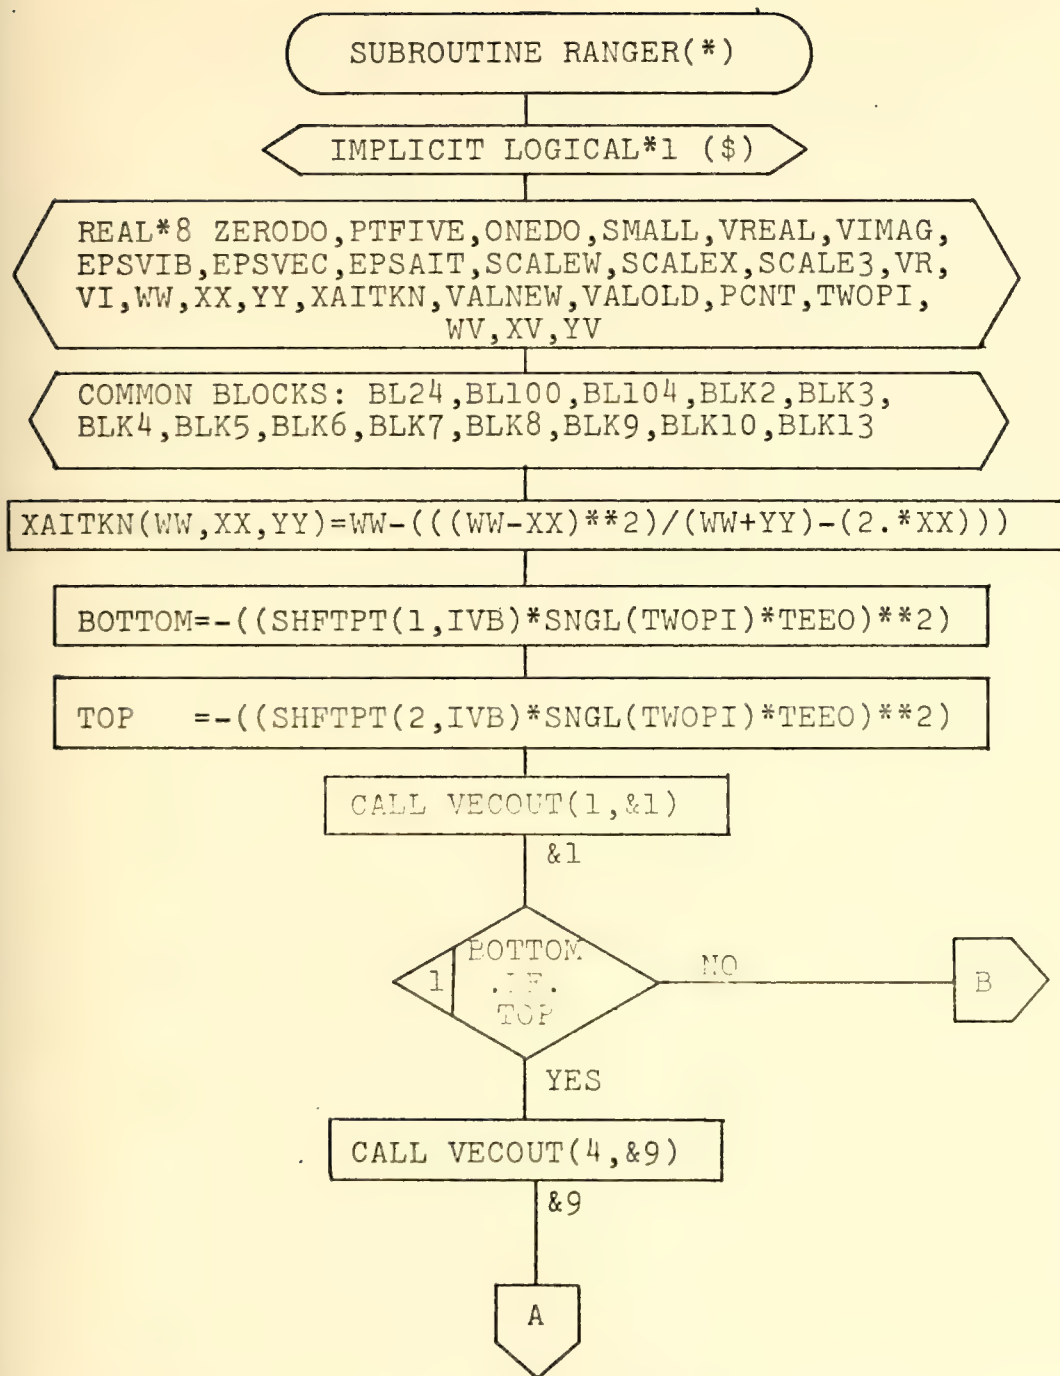 SUBROUTINE RANGER(*)
IMPLICIT LOGICAL*1 ($)
REAL*8 ZERODO,PTFIVE,ONEDO,SMALL,VREAL,VIMAG,
EPSVIB,EPSVEC,EPSAIT,SCALEW,SCALEX,SCALE3,VR,
VI,WW,XX,YY,XAITKN,VALNEW,VALOLD,PCNT,TWOPI,
WV,XV,YV
COMMON BLOCKS: BL24,BL100,BL104,BLK2,BLK3,
BLK4,BLK5,BLK6,BLK7,BLK8,BLK9,BLK10,BLK13
XAITKN(WW,XX,YY)=WW-(((WW-XX)**2)/(WW+YY)-(2.*XX)))
BOTTOM=-((SHFTPT(1,IVB)*SNGL(TWOPI)*TEEO)**2)
TOP =-((SHFTPT(2,IVB)*SNGL(TWOPI)*TEEO)**2)
CALL VECOUT(1,&1)
&1
BOTTOM
1
TOP
NO
B
YES
CALL VECOUT(4,&9)
&9
A